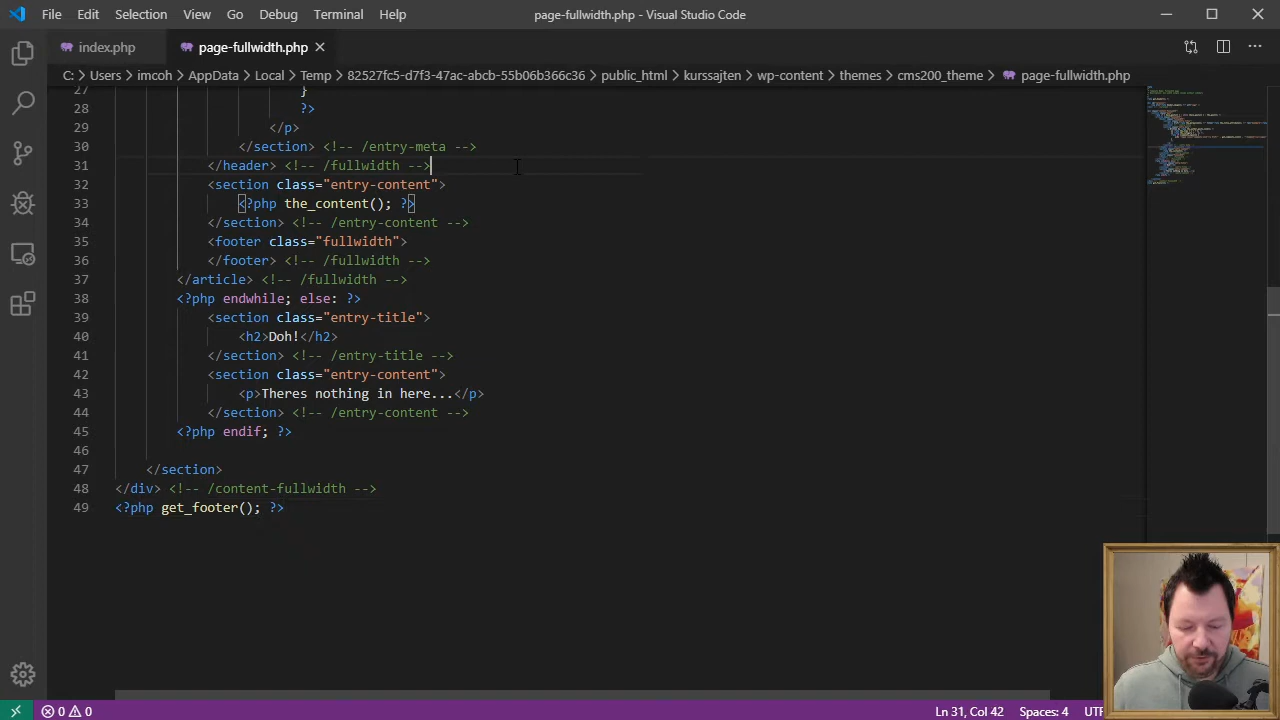 File Edit Selection View Go Debug Terminal Help page-fullwidth.php - Visual Studio Code
index.php page-fullwidth.php
C: > Users > imcoh > AppData > Local > Temp > 82527fc5-d7f3-47ac-abcb-55b06b366c36 > public_html > kurssajten > wp-content > themes > cms200_theme > page-fullwidth.php
27 }
28 ?>
29 </p>
30 </section> <!-- /entry-meta -->
31 </header> <!-- /fullwidth -->
32 <section class="entry-content">
33 <?php the_content(); ?>
34 </section> <!-- /entry-content -->
35 <footer class="fullwidth">
36 </footer> <!-- /fullwidth -->
37 </article> <!-- /fullwidth -->
38 <?php endwhile; else: ?>
39 <section class="entry-title">
40 <h2>Doh!</h2>
41 </section> <!-- /entry-title -->
42 <section class="entry-content">
43 <p>Theres nothing in here...</p>
44 </section> <!-- /entry-content -->
45 <?php endif; ?>
46
47 </section>
48 </div> <!-- /content-fullwidth -->
49 <?php get_footer(); ?>
0 0 Ln 31, Col 42 Spaces: 4